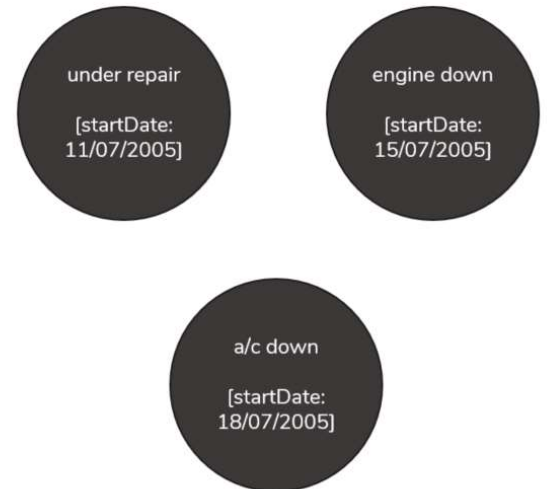 under repair
[startDate:
11/07/2005]
engine down
[startDate:
15/07/2005]
a/c down
[startDate:
18/07/2005]